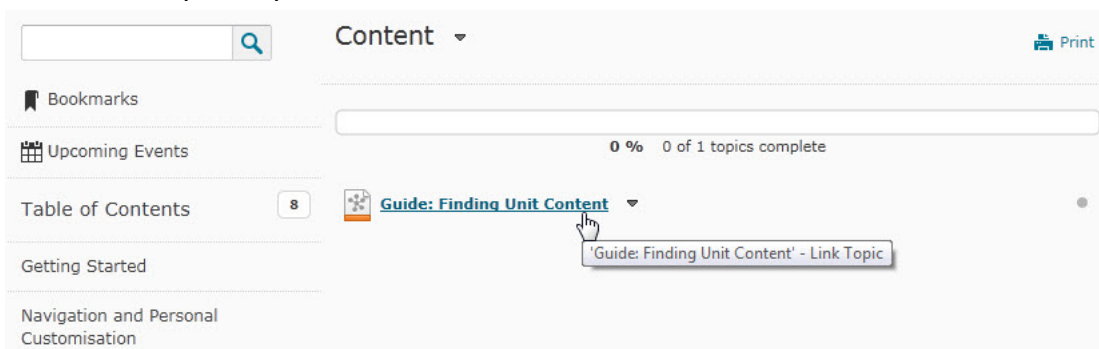 Content
Print
Bookmarks
Upcoming Events
0 % 0 of 1 topics complete
Table of Contents 8
Guide: Finding Unit Content
'Guide: Finding Unit Content' - Link Topic
Getting Started
Navigation and Personal
Customisation